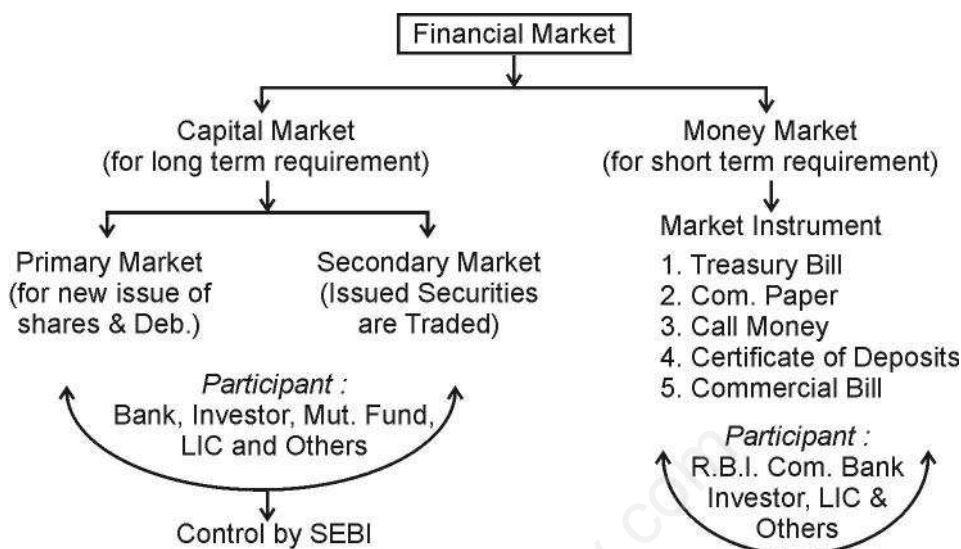 Financial Market
Capital Market
(for long term requirement)
Primary Market
(for new issue of
shares & Deb.)
Secondary Market
(Issued Securities
are Traded)
Participant :
Bank, Investor, Mut. Fund,
LIC and Others
Control by SEBI
Money Market
(for short term requirement)
Market Instrument
1. Treasury Bill
2. Com. Paper
3. Call Money
4. Certificate of Deposits
5. Commercial Bill
Participant :
R.B.I. Com. Bank
Investor, LIC &
Others